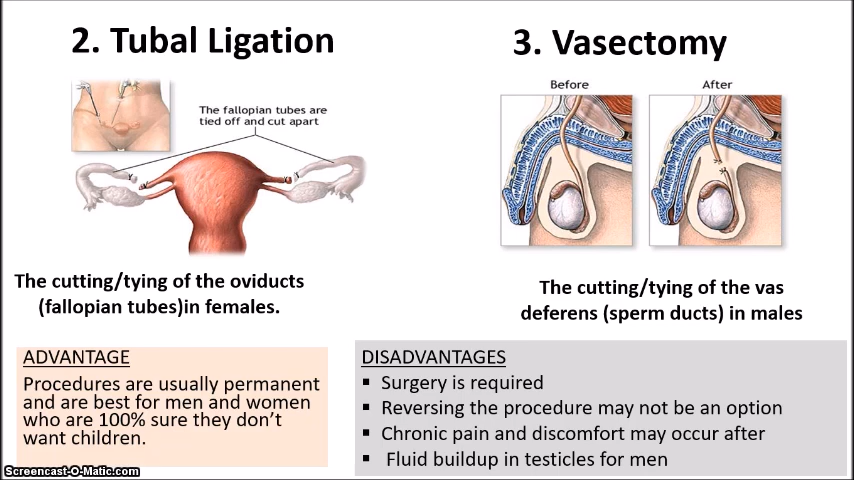 2. Tubal Ligation
The fallopian tubes are
tied off and cut apart
The cutting/tying of the oviducts
(fallopian tubes)in females.
3. Vasectomy
Before
After
The cutting/tying of the vas
deferens (sperm ducts) in males
ADVANTAGE
Procedures are usually permanent
and are best for men and women
who are 100% sure they don't
want children.
DISADVANTAGES
▪ Surgery is required
▪ Reversing the procedure may not be an option
▪ Chronic pain and discomfort may occur after
▪ Fluid buildup in testicles for men
Screencast-O-Matic.com